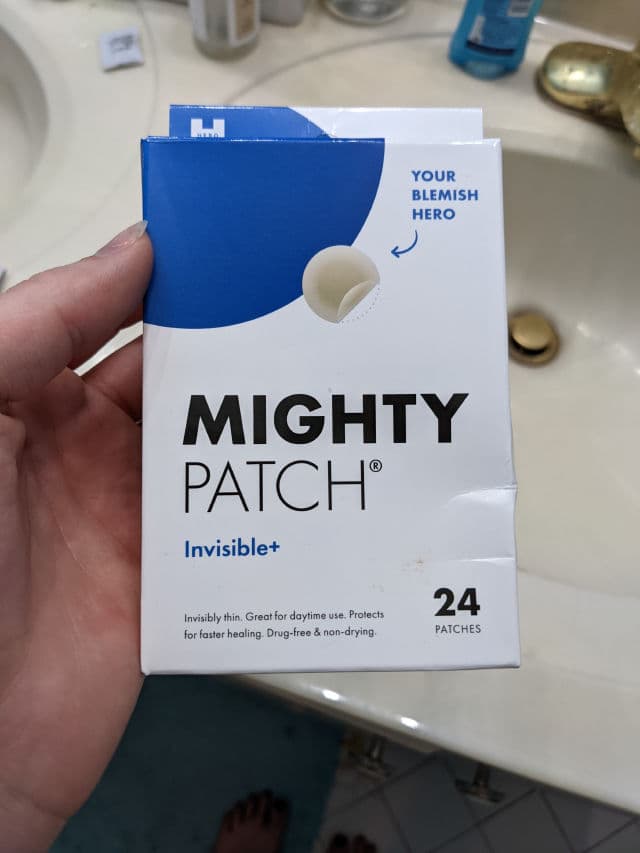 HERO
YOUR
BLEMISH
HERO
MIGHTY
PATCH®
Invisible+
Invisibly thin. Great for daytime use. Protects
for faster healing. Drug-free & non-drying.
24
PATCHES